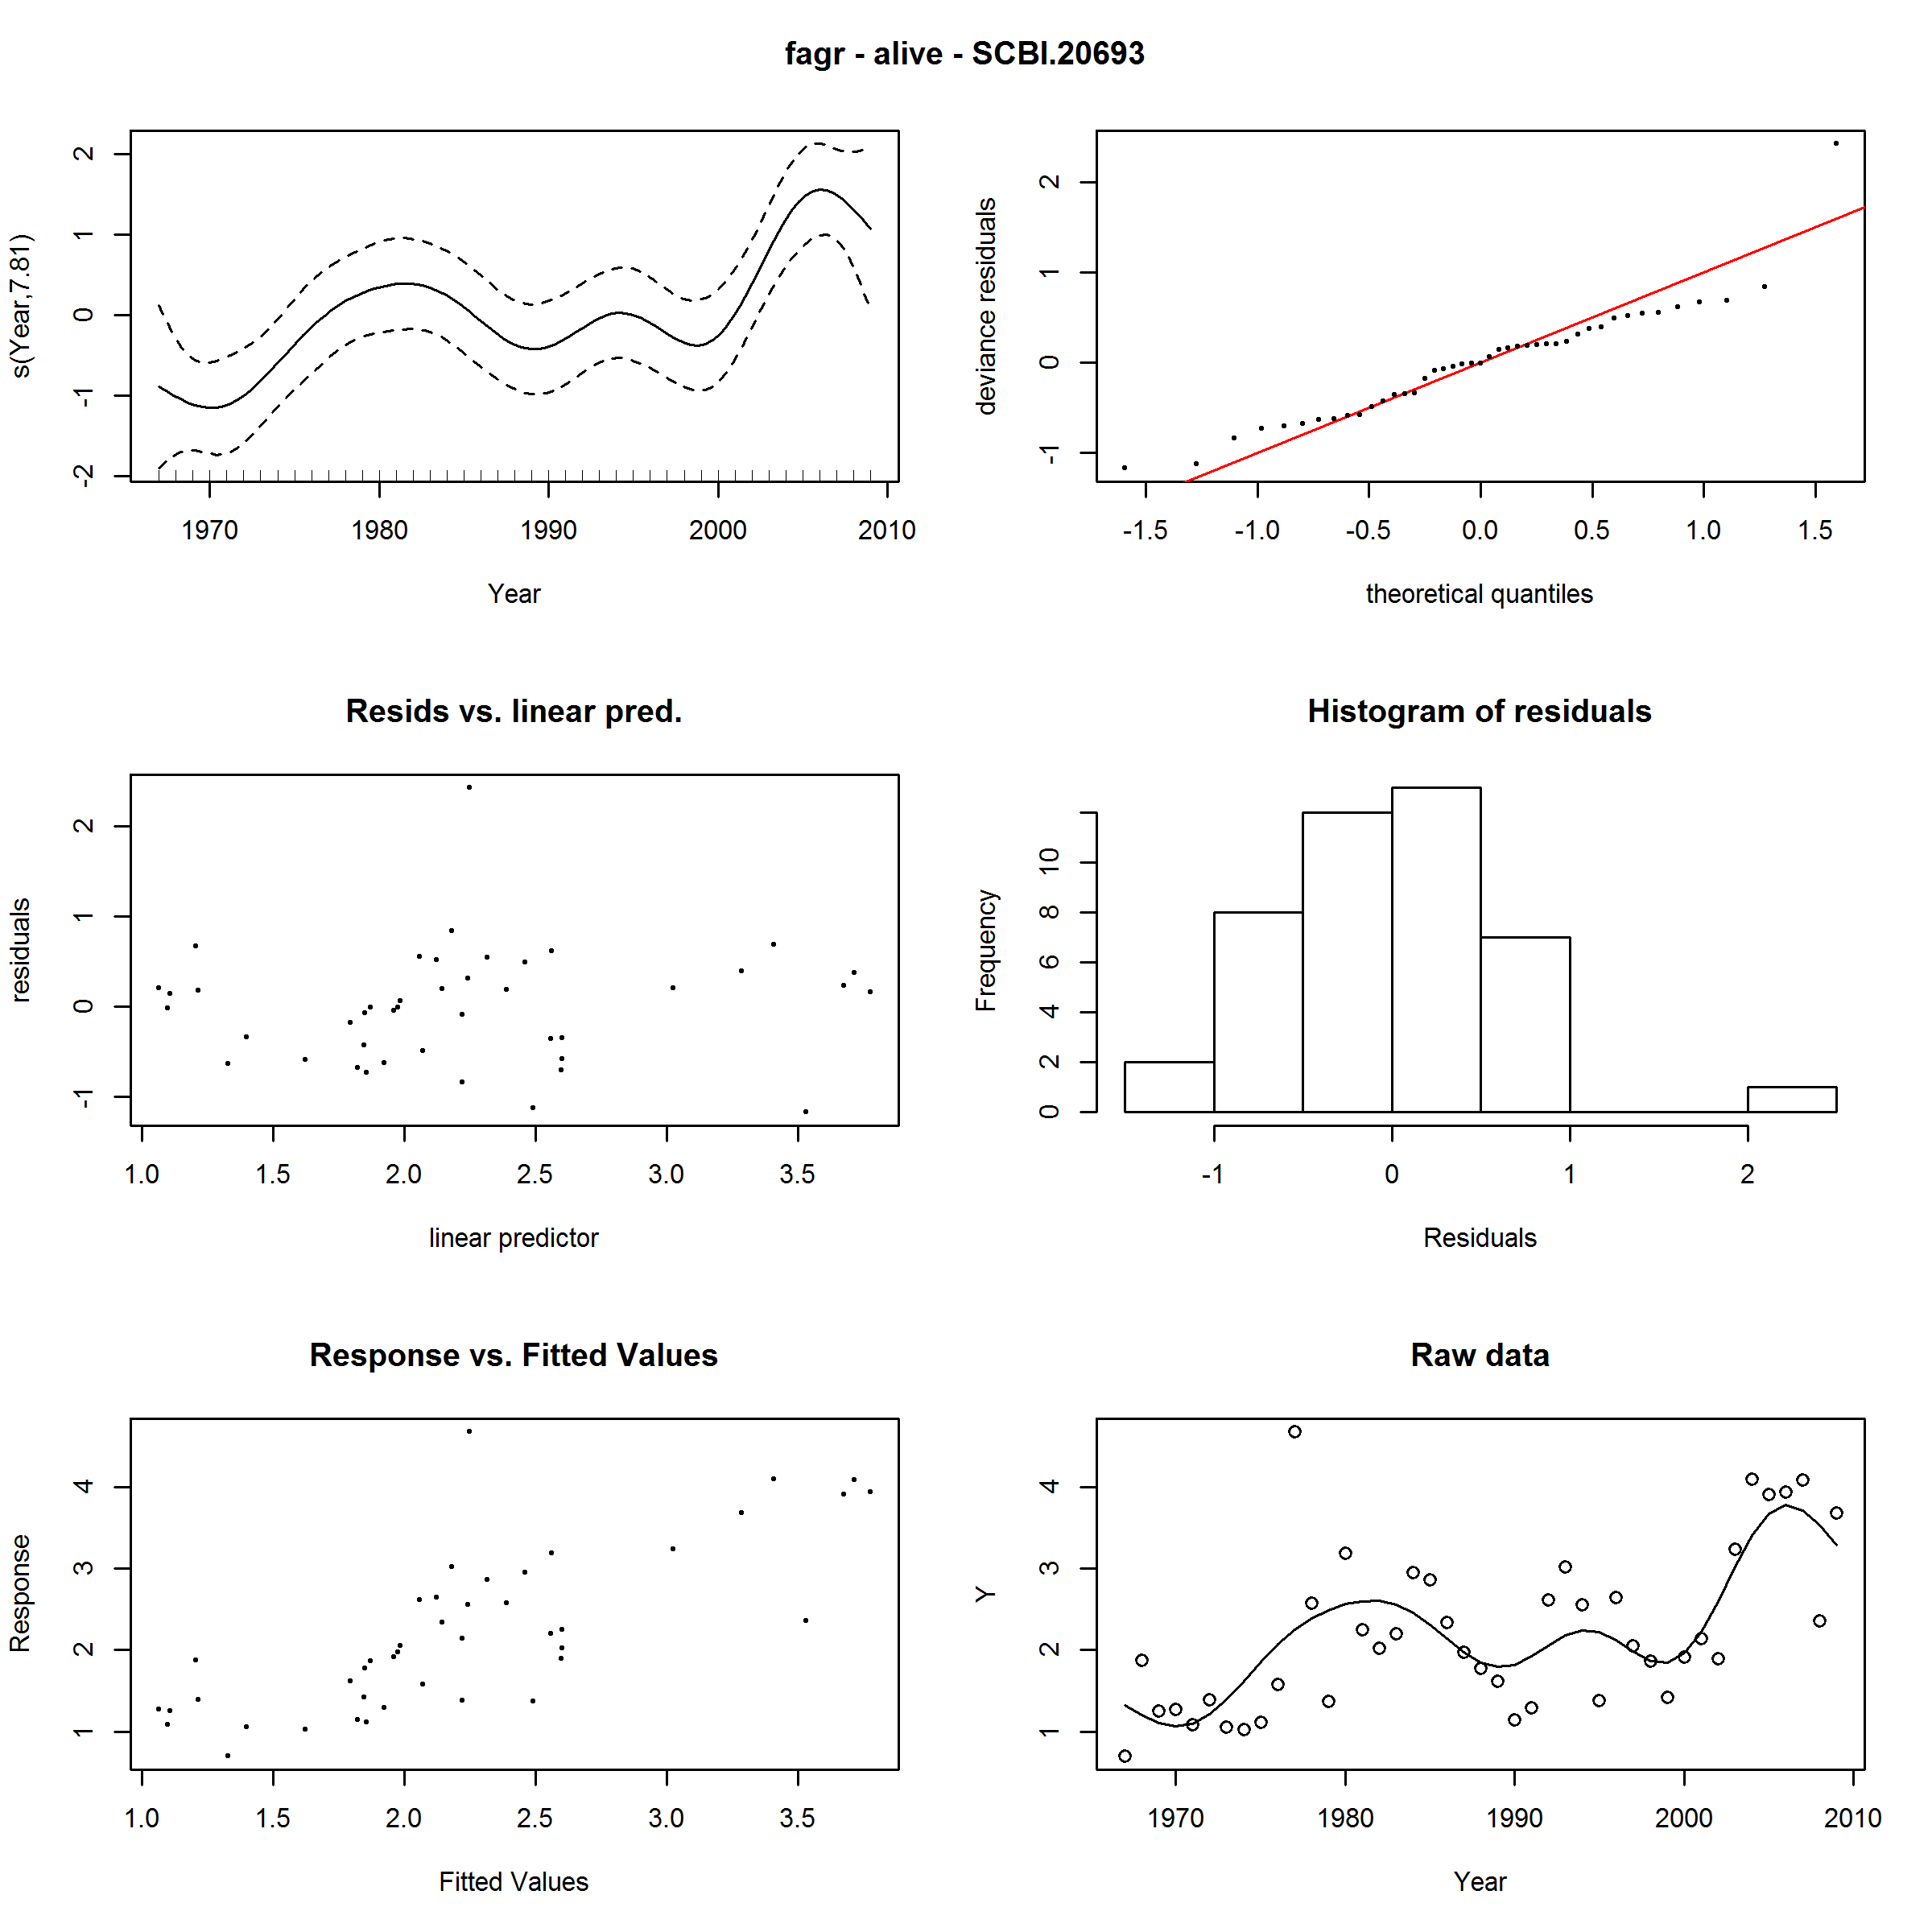 fagr - alive - SCBI.20693
s(Year,7.81)
2
1
0
-1
-2
1970 1980 1990 2000 2010
Year
deviance residuals
2
1
0
-1
-1.5 -1.0 -0.5 0.0 0.5 1.0 1.5
theoretical quantiles
Resids vs. linear pred.
residuals
2
1
0
-1
1.0 1.5 2.0 2.5 3.0 3.5
linear predictor
Histogram of residuals
Frequency
10
8
6
4
2
0
-1 0 1 2
Residuals
Response vs. Fitted Values
Response
4
3
2
1
1.0 1.5 2.0 2.5 3.0 3.5
Fitted Values
Raw data
Y
4
3
2
1
1970 1980 1990 2000 2010
Year